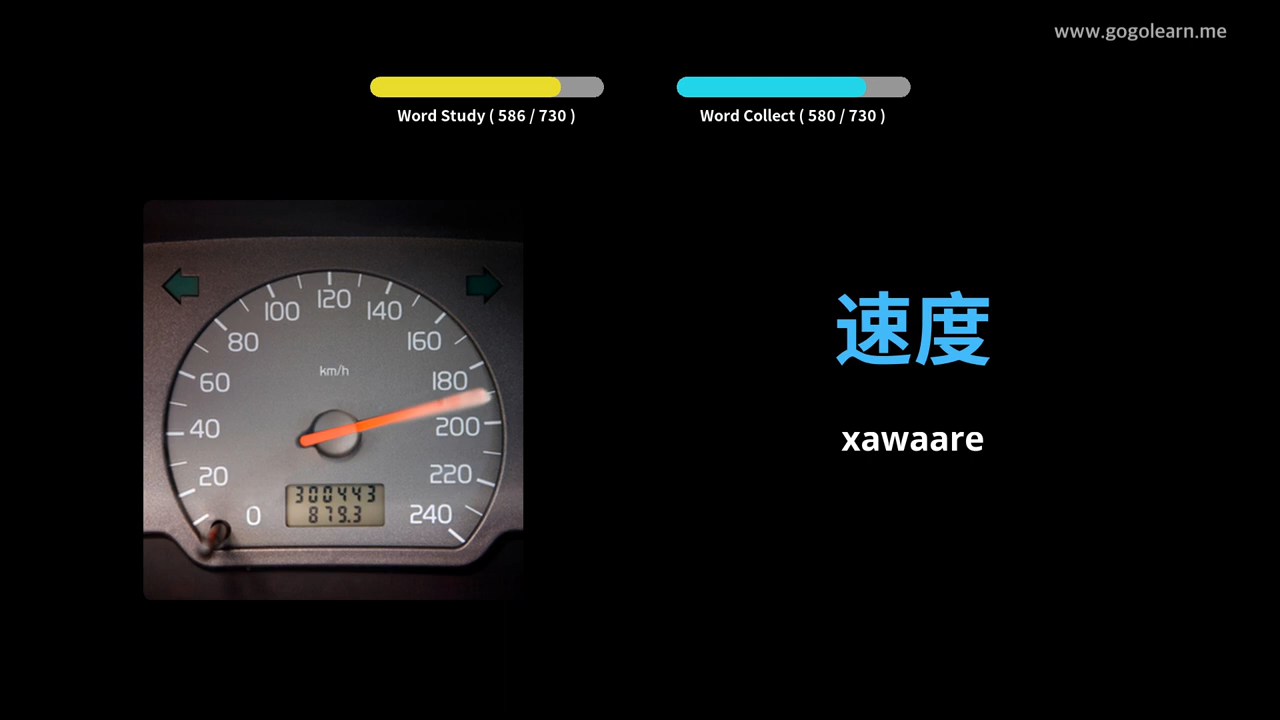 www.gogolearn.me
Word Study ( 586 / 730 )
Word Collect ( 580 / 730 )
120
100
140
80
160
km/h
60
180
40
200
20
220
0
240
300443
879.3
速度
xawaare